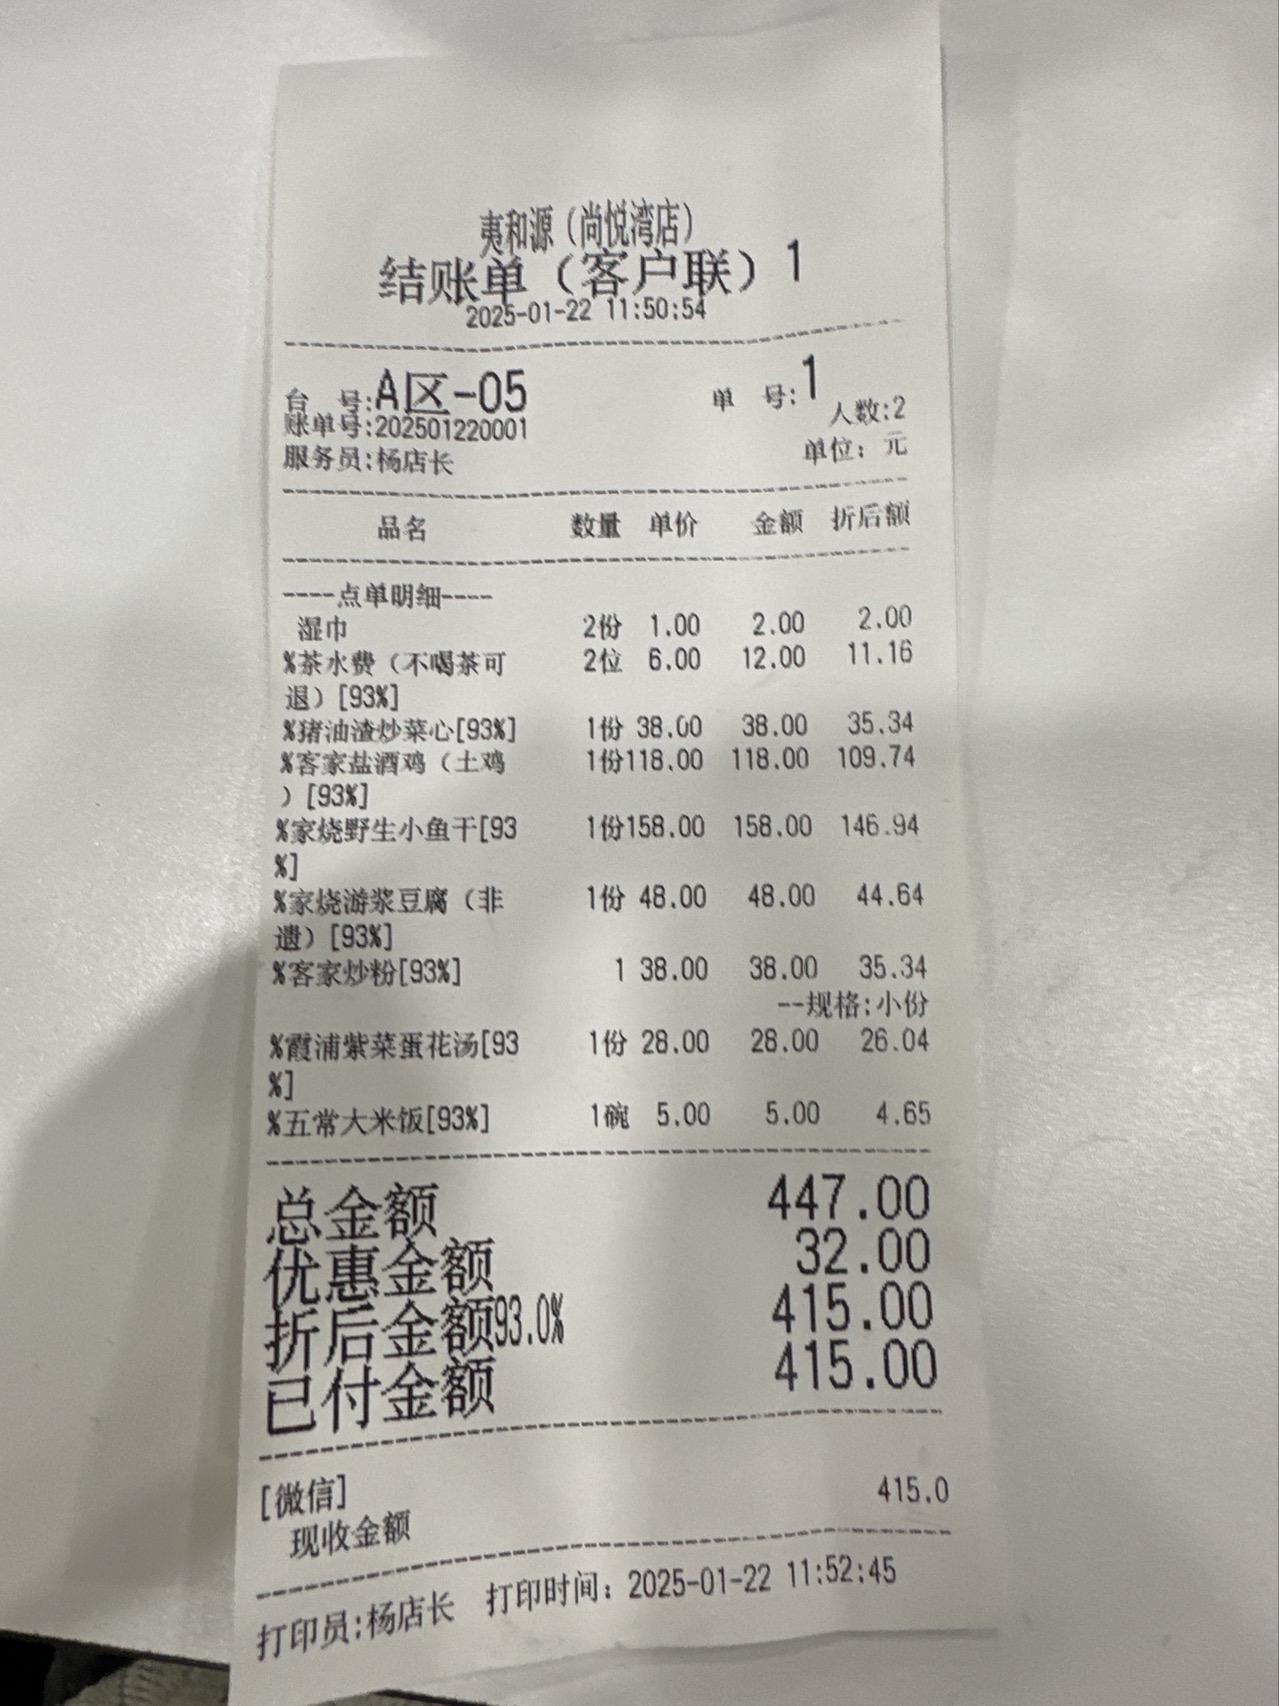 夷和源（尚悦湾店）
结账单（客户联）1
2025-01-22 11:50:54
台 号:A区-05 单 号:1
账单号:202501220001 人数:2
服务员:杨店长 单位：元
品名 数量 单价 金额 折后额
----点单明细----
湿巾 2份 1.00 2.00 2.00
%茶水费（不喝茶可 2位 6.00 12.00 11.16
退）[93%]
%猪油渣炒菜心[93%] 1份 38.00 38.00 35.34
%客家盐酒鸡（土鸡 1份118.00 118.00 109.74
）[93%]
%家烧野生小鱼干[93 1份158.00 158.00 146.94
%]
%家烧游浆豆腐（非 1份 48.00 48.00 44.64
遗）[93%]
%客家炒粉[93%] 1 38.00 38.00 35.34
--规格:小份
%霞浦紫菜蛋花汤[93 1份 28.00 28.00 26.04
%]
%五常大米饭[93%] 1碗 5.00 5.00 4.65
总金额 447.00
优惠金额 32.00
折后金额93.0% 415.00
已付金额 415.00
[微信] 415.0
现收金额
打印员:杨店长 打印时间：2025-01-22 11:52:45